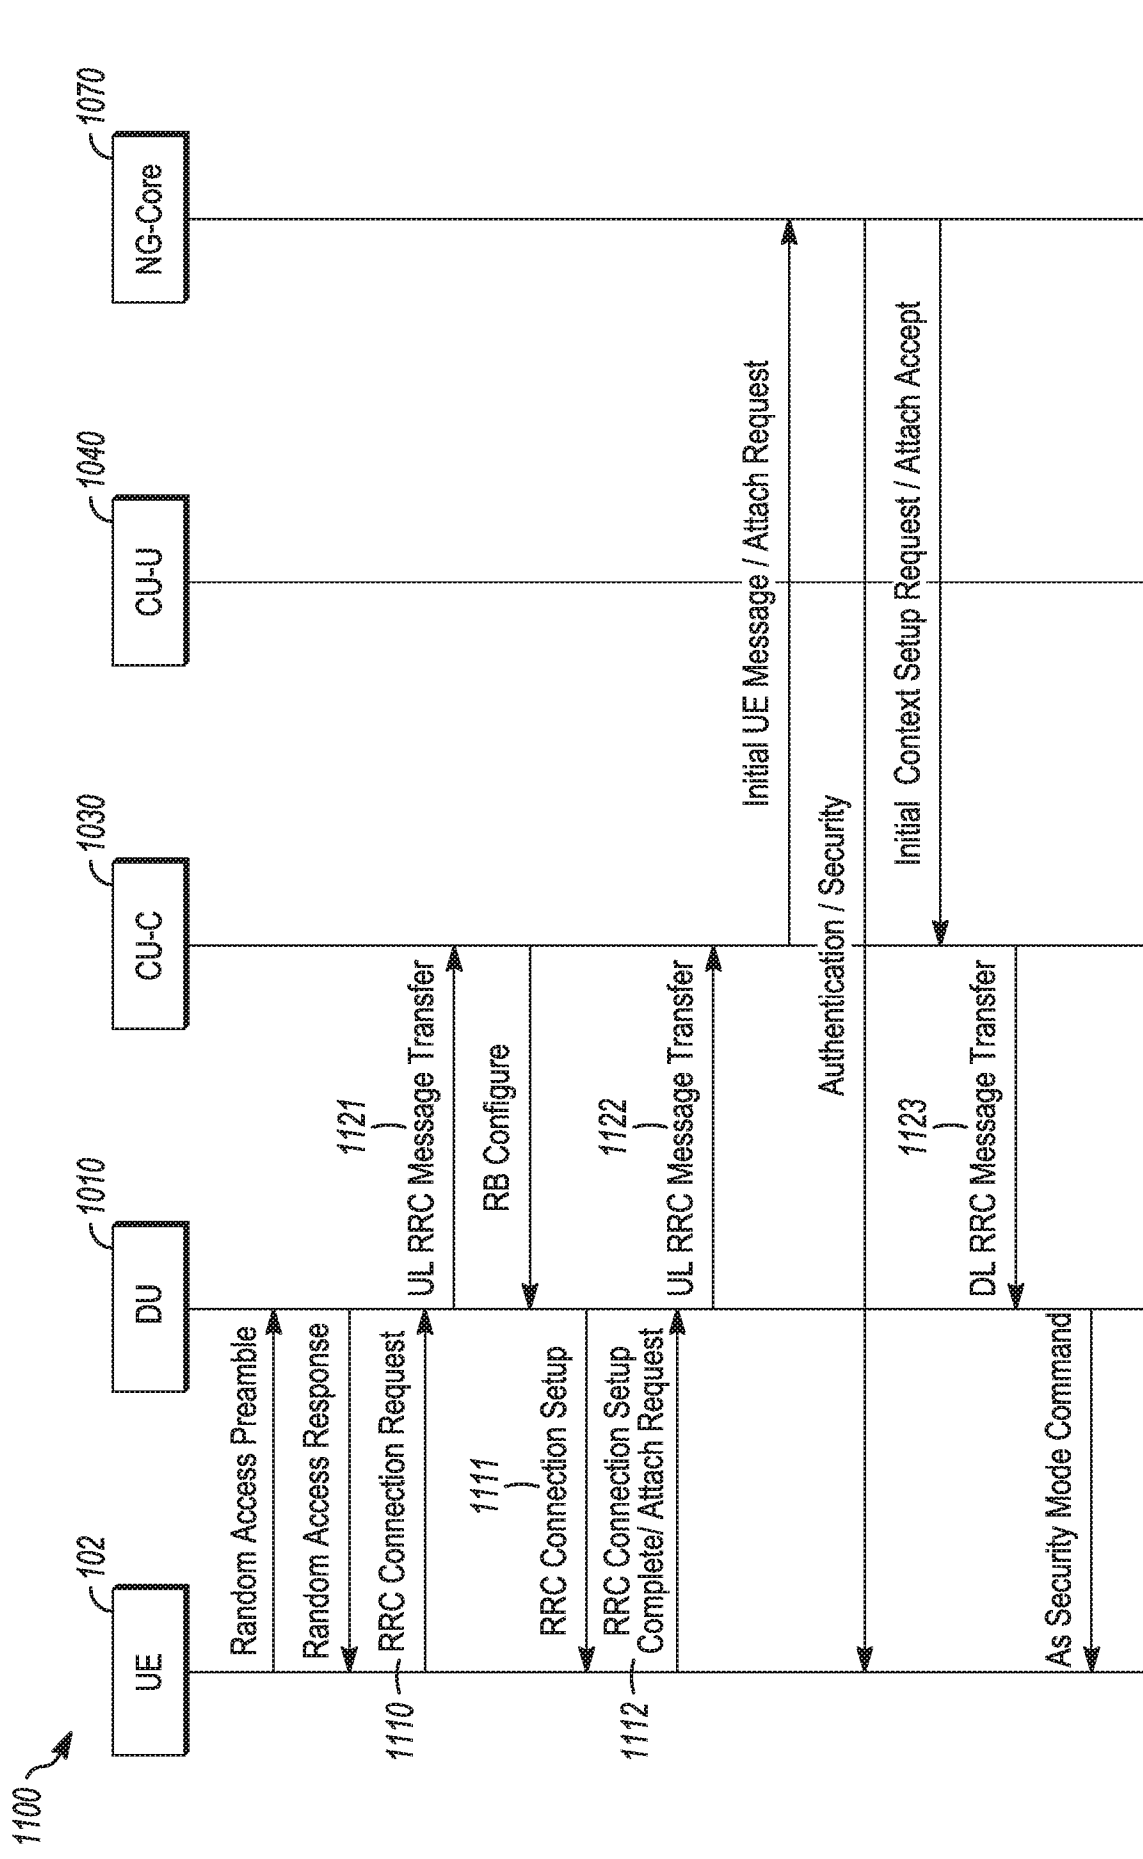 1100
102
UE
1010
DU
1030
CU-C
1040
CU-U
1070
NG-Core
Random Access Preamble
Random Access Response
1110
RRC Connection Request
1121
UL RRC Message Transfer
RB Configure
1111
RRC Connection Setup
1112
RRC Connection Setup
Complete/ Attach Request
1122
UL RRC Message Transfer
Initial UE Message / Attach Request
Authentication / Security
Initial Context Setup Request / Attach Accept
1123
DL RRC Message Transfer
As Security Mode Command